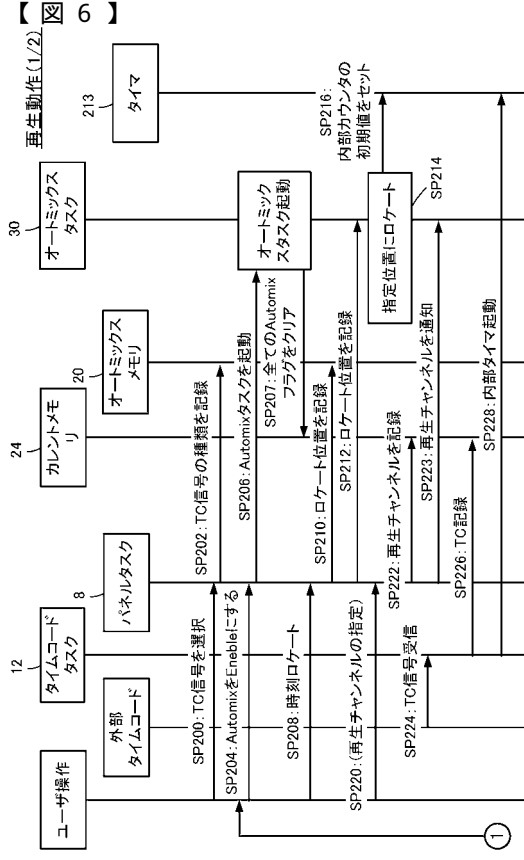 【図6】
再生動作(1/2)
ユーザ操作
外部
タイムコード
12
タイムコード
タスク
8
パネルタスク
24
カレントメモ
リ
20
オートミックス
メモリ
30
オートミックス
タスク
213
タイマ
SP200:TC信号を選択
SP202:TC信号の種類を記録
SP204:AutomixをEnebleにする
SP206:Automixタスクを起動
オートミック
スタスク起動
SP207:全てのAutomix
フラグをクリア
SP208:時刻ロケート
SP210:ロケート位置を記録
SP212:ロケート位置を記録
指定位置にロケート
SP214
SP216:
内部カウンタの
初期値をセット
SP220:(再生チャンネルの指定)
SP222:再生チャンネルを記録
SP223:再生チャンネルを通知
SP224:TC信号受信
SP226:TC記録
SP228:内部タイマ起動
1